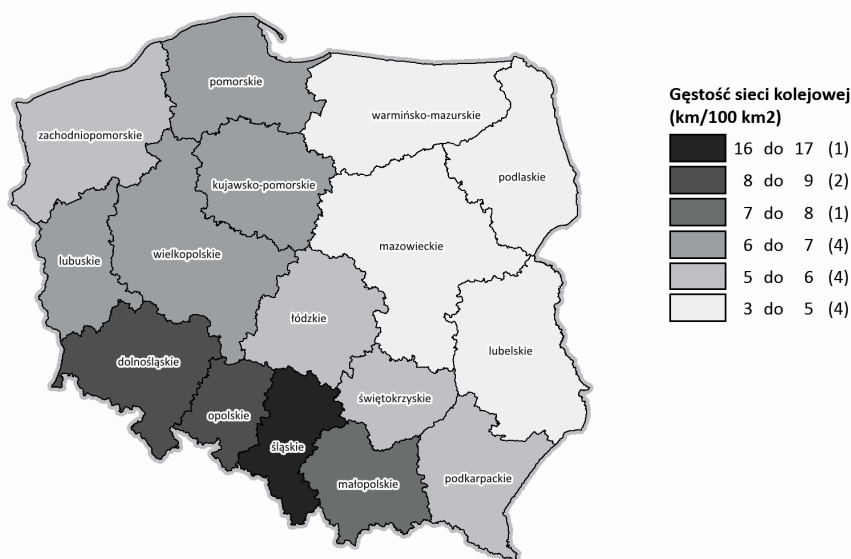 pomorskie
warmińsko-mazurskie
zachodniopomorskie
podlaskie
kujawsko-pomorskie
mazowieckie
wielkopolskie
lubuskie
łódzkie
lubelskie
dolnośląskie
świętokrzyskie
opolskie
śląskie
podkarpackie
małopolskie
Gęstość sieci kolejowej
(km/100 km2)
16 do 17 (1)
8 do 9 (2)
7 do 8 (1)
6 do 7 (4)
5 do 6 (4)
3 do 5 (4)